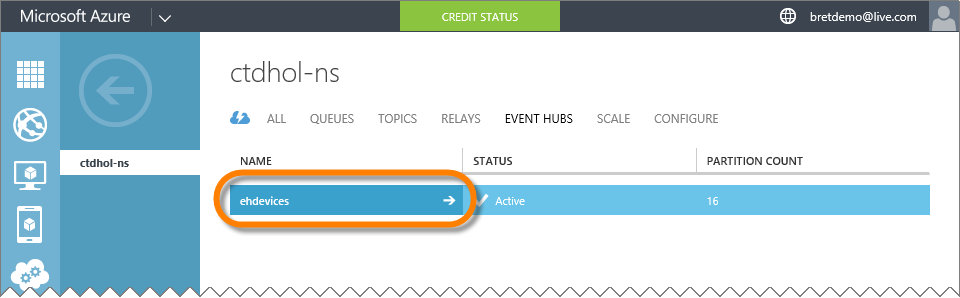 Microsoft Azure
CREDIT STATUS
bretdemo@live.com
ctdhol-ns
ctdhol-ns
ALL QUEUES TOPICS RELAYS EVENT HUBS SCALE CONFIGURE
NAME STATUS PARTITION COUNT
ehdevices Active 16